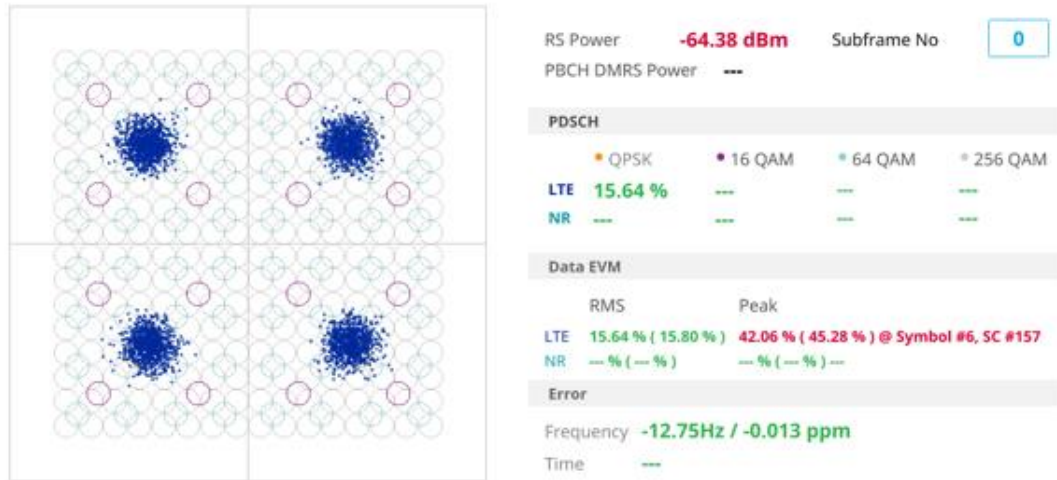 RS Power -64.38 dBm Subframe No 0
PBCH DMRS Power ---
PDSCH
QPSK 16 QAM 64 QAM 256 QAM
LTE 15.64 % --- --- ---
NR --- --- --- ---
Data EVM
RMS Peak
LTE 15.64 % ( 15.80 % ) 42.06 % ( 45.28 % ) @ Symbol #6, SC #157
NR --- % ( --- % ) --- % ( --- % ) ---
Error
Frequency -12.75Hz / -0.013 ppm
Time ---